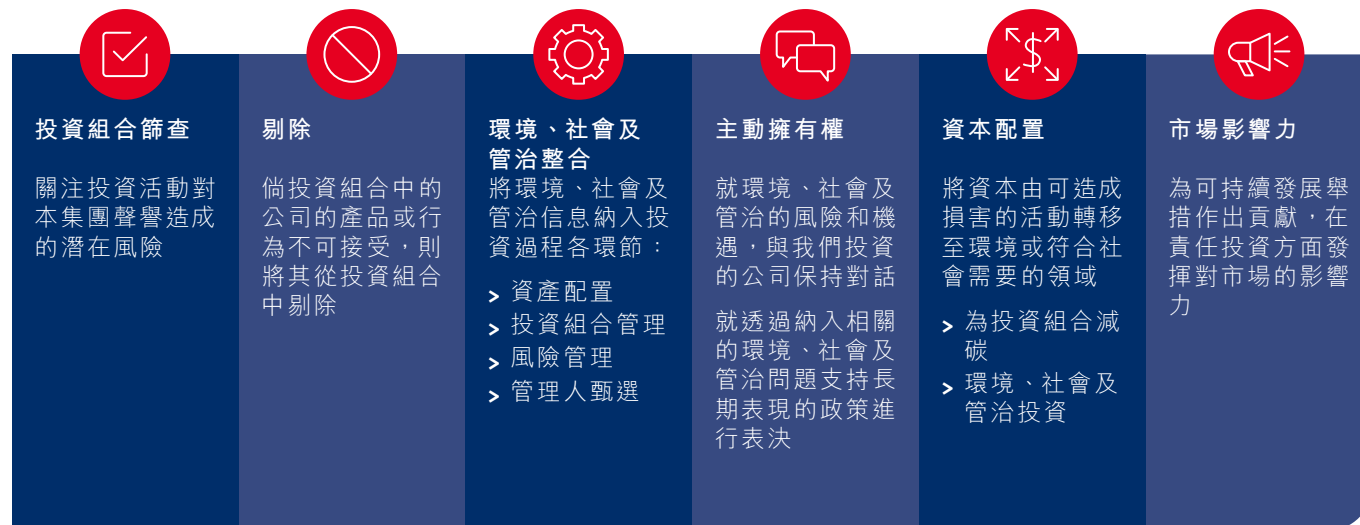 投資組合篩查
關注投資活動對
本集團聲譽造成
的潛在風險
剔除
倘投資組合中的
公司的產品或行
為不可接受，則
將其從投資組合
中剔除
環境、社會及
管治整合
將環境、社會及
管治信息納入投
資過程各環節：
> 資產配置
> 投資組合管理
> 風險管理
> 管理人甄選
主動擁有權
就環境、社會及
管治的風險和機
遇，與我們投資
的公司保持對話
就透過納入相關
的環境、社會及
管治問題支持長
期表現的政策進
行表決
$
資本配置
將資本由可造成
損害的活動轉移
至環境或符合社
會需要的領域
> 為投資組合減
碳
> 環境、社會及
管治投資
市場影響力
為可持續發展舉
措作出貢獻，在
責任投資方面發
揮對市場的影響
力